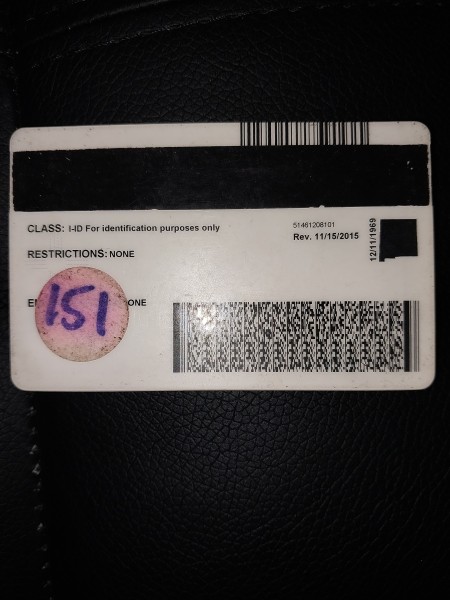 CLASS: I-ID For identification purposes only
51461208101
Rev. 11/15/2015
12/11/1969
RESTRICTIONS: NONE
151